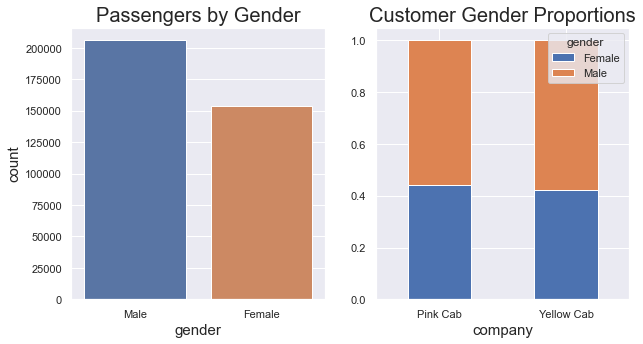 Passengers by Gender
count
200000
175000
150000
125000
100000
75000
50000
25000
0
Male Female
gender
Customer Gender Proportions
gender
Female
Male
1.0
0.8
0.6
0.4
0.2
0.0
Pink Cab Yellow Cab
company